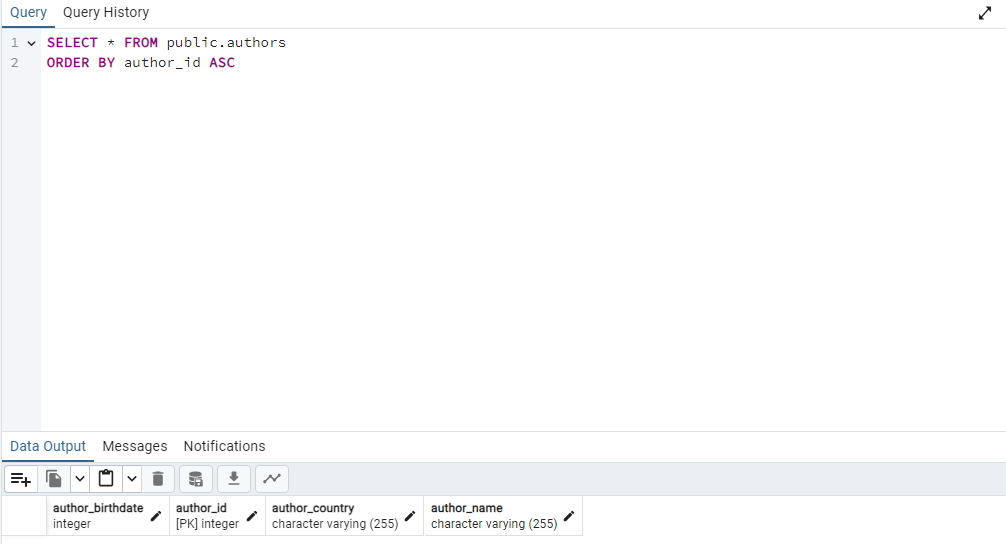 Query Query History
1 SELECT * FROM public.authors
2 ORDER BY author_id ASC
Data Output Messages Notifications
author_birthdate author_id author_country author_name
integer [PK] integer character varying (255) character varying (255)